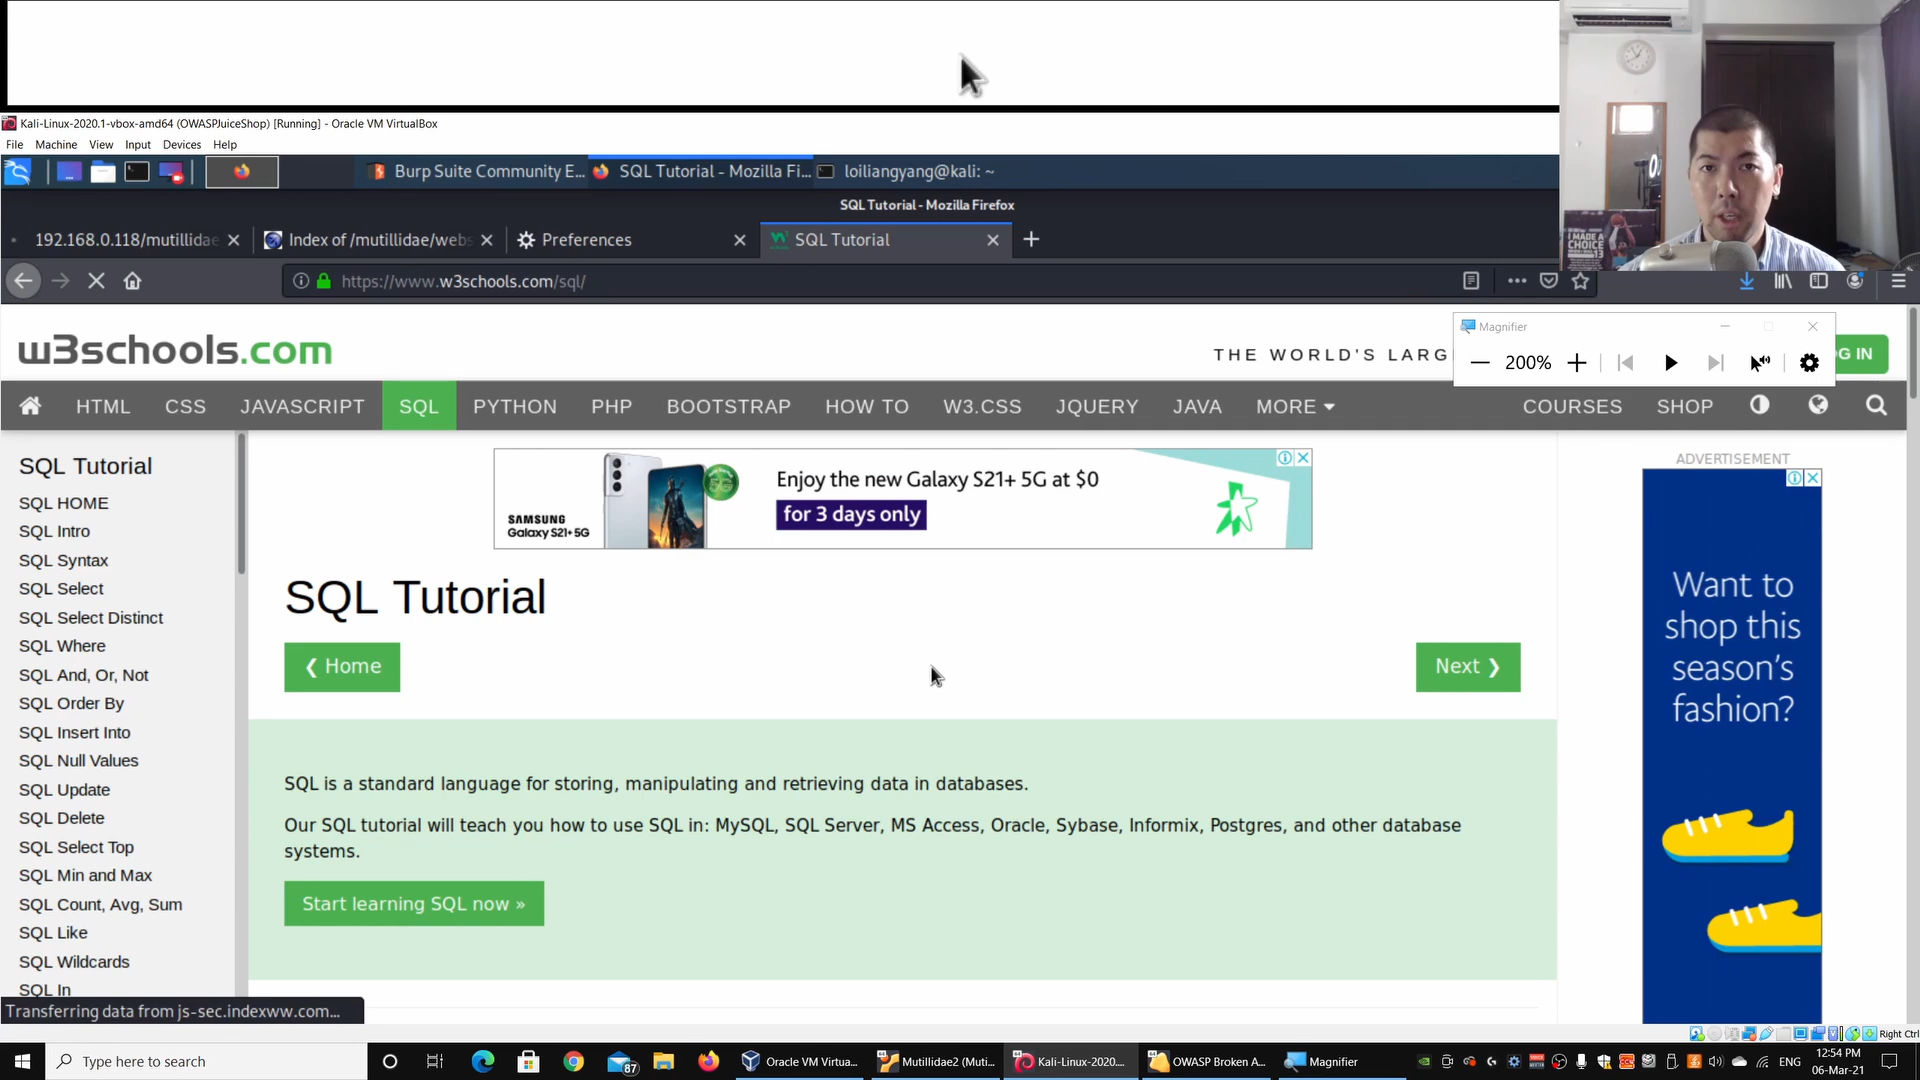 Kali-Linux-2020.1-vbox-amd64 (OWASPJuiceShop) [Running] - Oracle VM VirtualBox
File Machine View Input Devices Help
Burp Suite Community E... SQL Tutorial - Mozilla Fi... loiliangyang@kali: ~
SQL Tutorial - Mozilla Firefox
192.168.0.118/mutillidae Index of /mutillidae/webs Preferences SQL Tutorial
https://www.w3schools.com/sql/
Magnifier
200%
w3schools.com
THE WORLD'S LARG
G IN
HTML CSS JAVASCRIPT SQL PYTHON PHP BOOTSTRAP HOW TO W3.CSS JQUERY JAVA MORE COURSES SHOP
SQL Tutorial
SQL HOME
SQL Intro
SQL Syntax
SQL Select
SQL Select Distinct
SQL Where
SQL And, Or, Not
SQL Order By
SQL Insert Into
SQL Null Values
SQL Update
SQL Delete
SQL Select Top
SQL Min and Max
SQL Count, Avg, Sum
SQL Like
SQL Wildcards
SQL In
SAMSUNG
Galaxy S21+ 5G
Enjoy the new Galaxy S21+ 5G at $0
for 3 days only
SQL Tutorial
❮ Home
Next ❯
SQL is a standard language for storing, manipulating and retrieving data in databases.
Our SQL tutorial will teach you how to use SQL in: MySQL, SQL Server, MS Access, Oracle, Sybase, Informix, Postgres, and other database
systems.
Start learning SQL now »
ADVERTISEMENT
Want to
shop this
season's
fashion?
I MADE A
CHOICE
Transferring data from js-sec.indexww.com...
Right Ctrl
Type here to search
87
Oracle VM Virtua...
Mutillidae2 (Muti...
Kali-Linux-2020....
OWASP Broken A...
Magnifier
ENG
12:54 PM
06-Mar-21